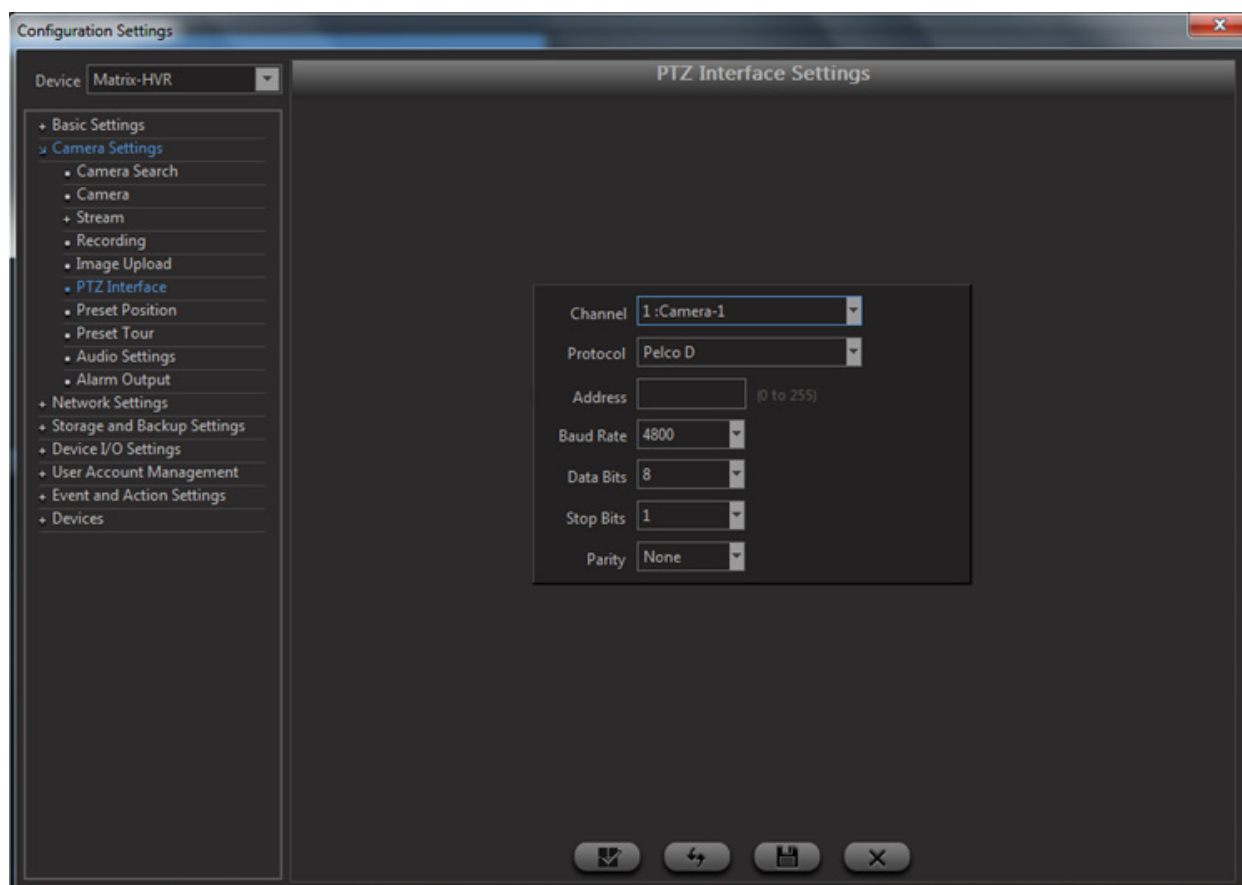 Configuration Settings
Device Matrix-HVR
+ Basic Settings
Camera Settings
Camera Search
Camera
+ Stream
Recording
Image Upload
PTZ Interface
Preset Position
Preset Tour
Audio Settings
Alarm Output
+ Network Settings
+ Storage and Backup Settings
+ Device I/O Settings
+ User Account Management
+ Event and Action Settings
+ Devices
PTZ Interface Settings
Channel 1 :Camera-1
Protocol Pelco D
Address (0 to 255)
Baud Rate 4800
Data Bits 8
Stop Bits 1
Parity None